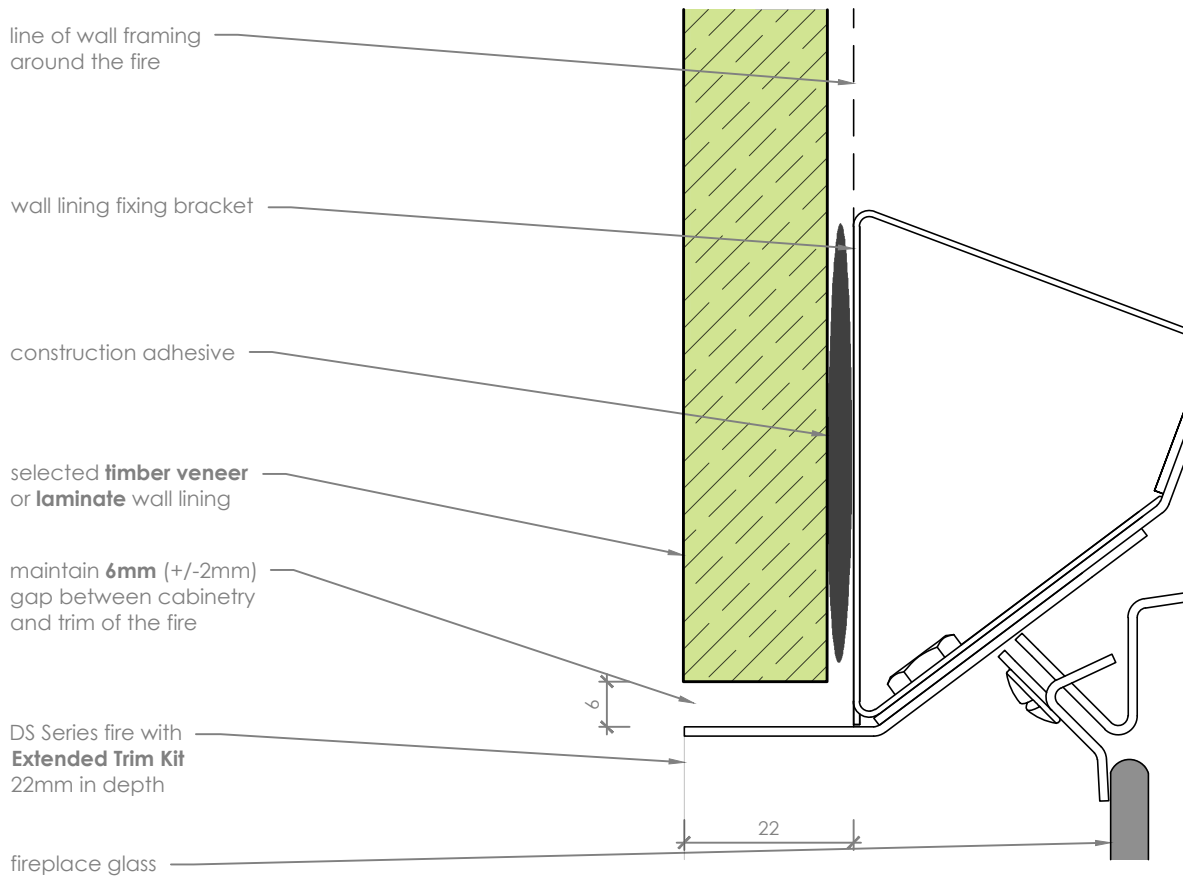 line of wall framing
around the fire
wall lining fixing bracket
construction adhesive
selected timber veneer
or laminate wall lining
maintain 6mm (+/-2mm)
gap between cabinetry
and trim of the fire
6
DS Series fire with
Extended Trim Kit
22mm in depth
22
fireplace glass